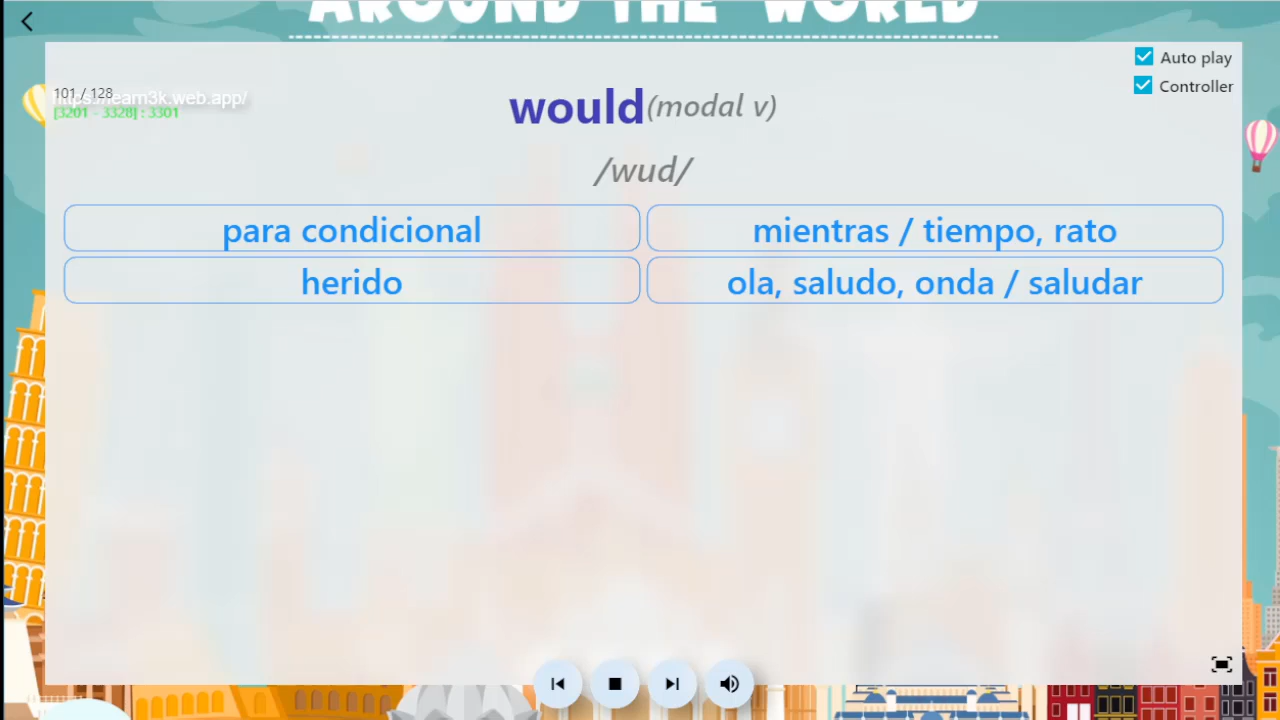 AROUND THE WORLD
Auto play
Controller
101 / 128
https://learn3k.web.app/
[3201 - 3328] : 3301
would(modal v)
/wud/
para condicional
mientras / tiempo, rato
herido
ola, saludo, onda / saludar